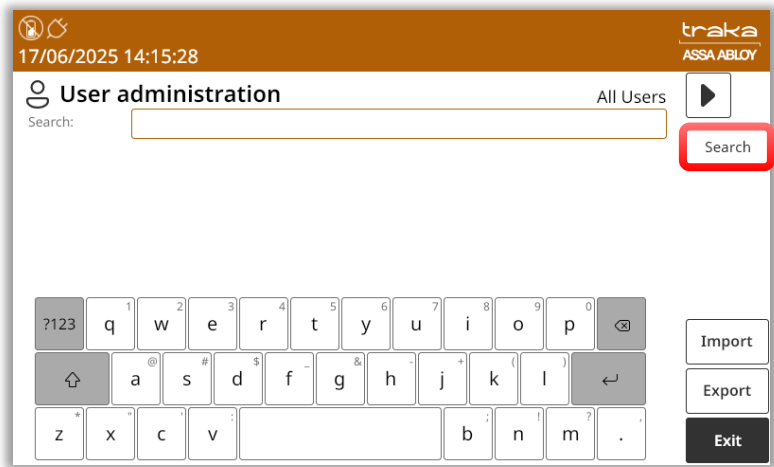 traka
17/06/2025 14:15:28
ASSA ABLOY
User administration
All Users
Search:
Search
1 2 3 4 5 6 7 8 9 0
?123 q w e r t y u i o p
@ # $ _ & - + ( )
a s d f g h j k l
* " ' : ; ! ? ,
z x c v b n m .
Import
Export
Exit